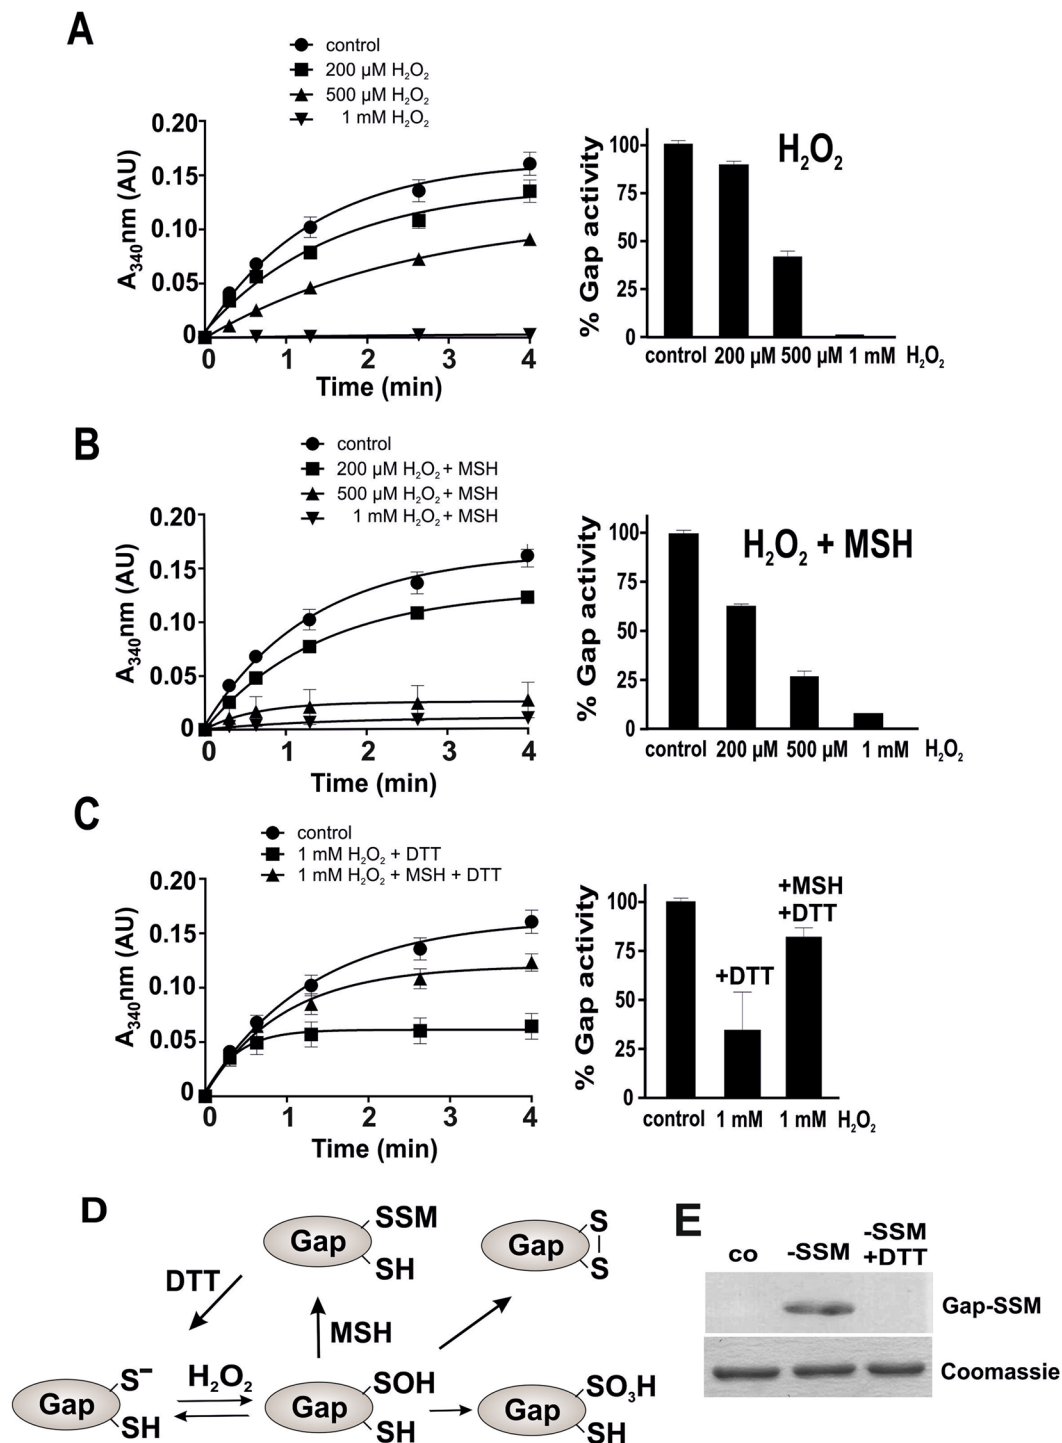 A
control
200 µM H₂O₂
500 µM H₂O₂
1 mM H₂O₂
0.20
0.15
0.10
0.05
0
A₃₄₀nm (AU)
0 1 2 3 4
Time (min)
H₂O₂
100
75
50
25
0
% Gap activity
control 200 µM 500 µM 1 mM H₂O₂
B
control
200 µM H₂O₂ + MSH
500 µM H₂O₂ + MSH
1 mM H₂O₂ + MSH
0.20
0.15
0.10
0.05
0
A₃₄₀nm (AU)
0 1 2 3 4
Time (min)
H₂O₂ + MSH
100
75
50
25
0
% Gap activity
control 200 µM 500 µM 1 mM H₂O₂
C
control
1 mM H₂O₂ + DTT
1 mM H₂O₂ + MSH + DTT
0.20
0.15
0.10
0.05
0
A₃₄₀nm (AU)
0 1 2 3 4
Time (min)
+MSH
+DTT
+DTT
100
75
50
25
0
% Gap activity
control 1 mM 1 mM H₂O₂
D
Gap SSM
SH
Gap S
S
DTT
MSH
Gap S⁻
SH
H₂O₂
Gap SOH
SH
Gap SO₃H
SH
E
co -SSM -SSM
+DTT
Gap-SSM
Coomassie